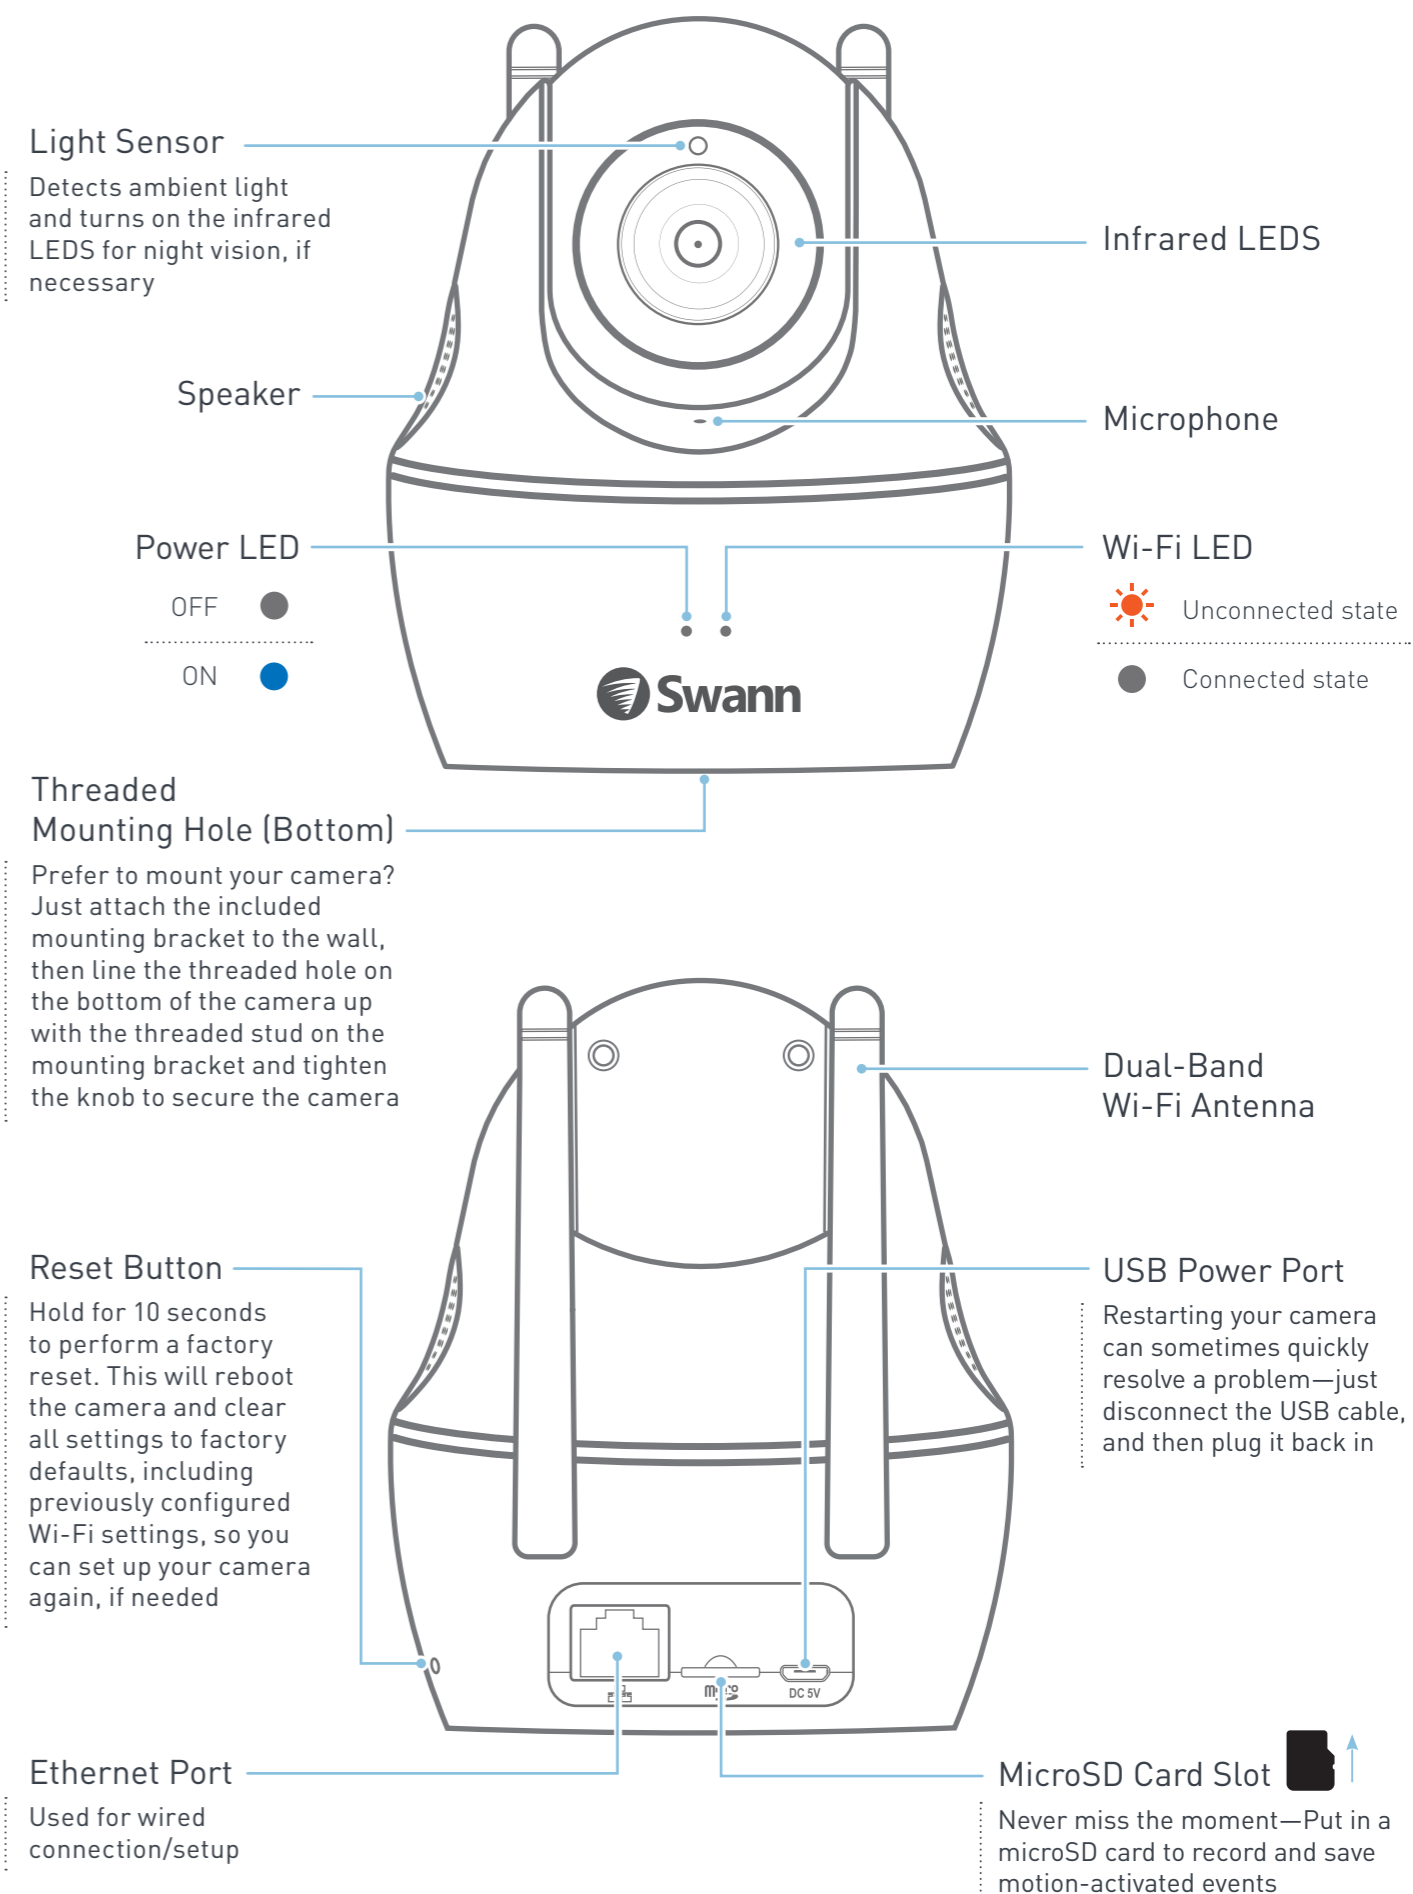 Light Sensor
Detects ambient light
and turns on the infrared
LEDS for night vision, if
necessary
Infrared LEDS
Speaker
Microphone
Power LED
OFF
ON
Wi-Fi LED
Unconnected state
Connected state
Swann
Threaded
Mounting Hole (Bottom)
Prefer to mount your camera?
Just attach the included
mounting bracket to the wall,
then line the threaded hole on
the bottom of the camera up
with the threaded stud on the
mounting bracket and tighten
the knob to secure the camera
Dual-Band
Wi-Fi Antenna
Reset Button
Hold for 10 seconds
to perform a factory
reset. This will reboot
the camera and clear
all settings to factory
defaults, including
previously configured
Wi-Fi settings, so you
can set up your camera
again, if needed
USB Power Port
Restarting your camera
can sometimes quickly
resolve a problem—just
disconnect the USB cable,
and then plug it back in
DC 5V
Ethernet Port
Used for wired
connection/setup
MicroSD Card Slot
Never miss the moment—Put in a
microSD card to record and save
motion-activated events